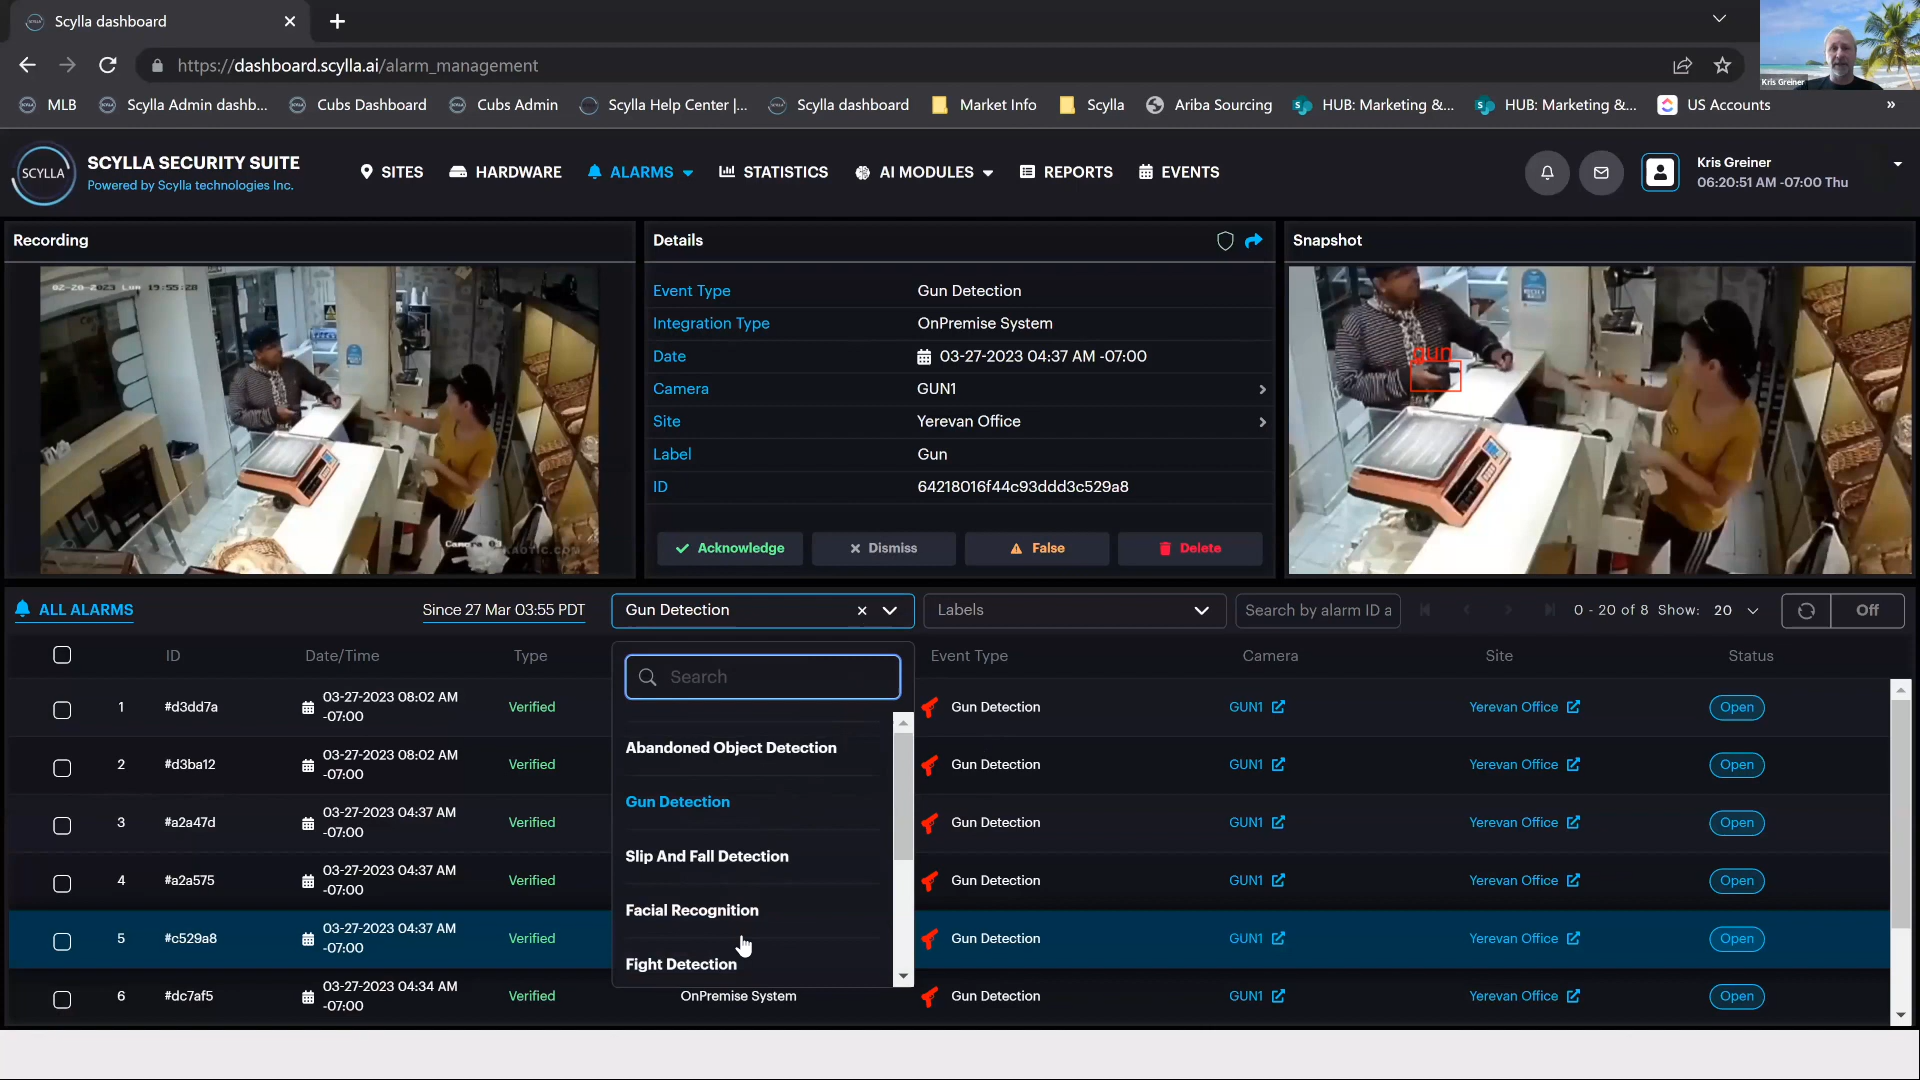 Scylla dashboard
https://dashboard.scylla.ai/alarm_management
Kris Greiner
MLB
Scylla Admin dashb...
Cubs Dashboard
Cubs Admin
Scylla Help Center |...
Scylla dashboard
Market Info
Scylla
Ariba Sourcing
HUB: Marketing &...
HUB: Marketing &...
US Accounts
»
SCYLLA
SCYLLA SECURITY SUITE
Powered by Scylla technologies Inc.
SITES
HARDWARE
ALARMS
STATISTICS
AI MODULES
REPORTS
EVENTS
Kris Greiner
06:20:51 AM -07:00 Thu
Recording
02-20-2023 Lun 19:55:28
Details
Event Type Gun Detection
Integration Type OnPremise System
Date 03-27-2023 04:37 AM -07:00
Camera GUN1
Site Yerevan Office
Label Gun
ID 64218016f44c93ddd3c529a8
Acknowledge
Dismiss
False
Delete
Snapshot
gun
ALL ALARMS
Since 27 Mar 03:55 PDT
Gun Detection
Labels
Search by alarm ID a
0 - 20 of 8 Show: 20
Off
ID Date/Time Type
Event Type Camera Site Status
Search
Abandoned Object Detection
Gun Detection
Slip And Fall Detection
Facial Recognition
Fight Detection
1 #d3dd7a 03-27-2023 08:02 AM -07:00 Verified Gun Detection GUN1 Yerevan Office Open
2 #d3ba12 03-27-2023 08:02 AM -07:00 Verified Gun Detection GUN1 Yerevan Office Open
3 #a2a47d 03-27-2023 04:37 AM -07:00 Verified Gun Detection GUN1 Yerevan Office Open
4 #a2a575 03-27-2023 04:37 AM -07:00 Verified Gun Detection GUN1 Yerevan Office Open
5 #c529a8 03-27-2023 04:37 AM -07:00 Verified Gun Detection GUN1 Yerevan Office Open
6 #dc7af5 03-27-2023 04:34 AM -07:00 Verified OnPremise System Gun Detection GUN1 Yerevan Office Open